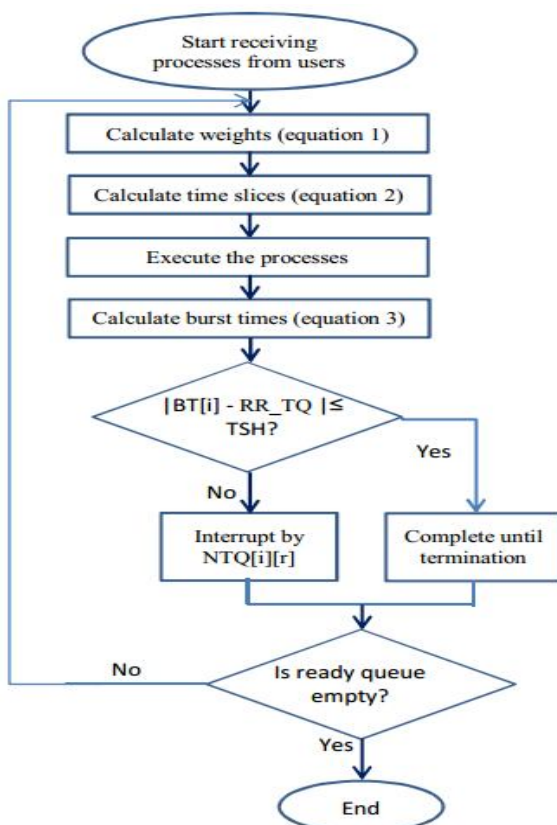 Start receiving
processes from users
Calculate weights (equation 1)
Calculate time slices (equation 2)
Execute the processes
Calculate burst times (equation 3)
|BT[i] - RR_TQ |≤
TSH?
Yes
No
Interrupt by
NTQ[i][r]
Complete until
termination
No
Is ready queue
empty?
Yes
End